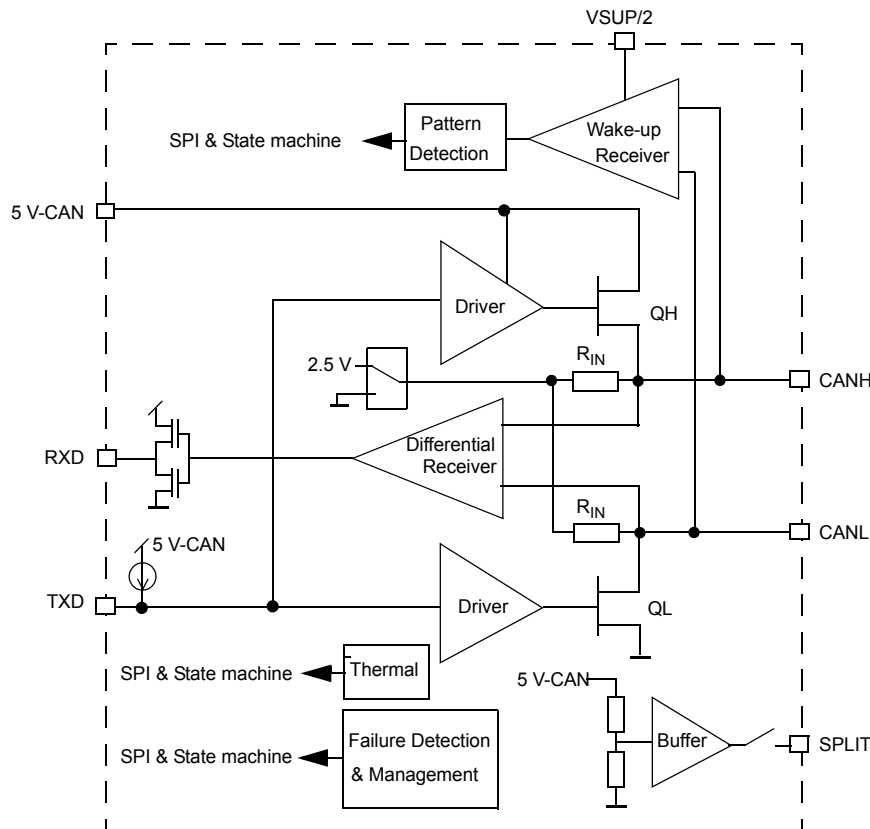 VSUP/2
SPI & State machine
Pattern
Detection
Wake-up
Receiver
5 V-CAN
Driver
QH
2.5 V
RIN
CANH
RXD
Differential
Receiver
RIN
CANL
5 V-CAN
TXD
Driver
QL
SPI & State machine
Thermal
5 V-CAN
SPI & State machine
Failure Detection
& Management
Buffer
SPLIT